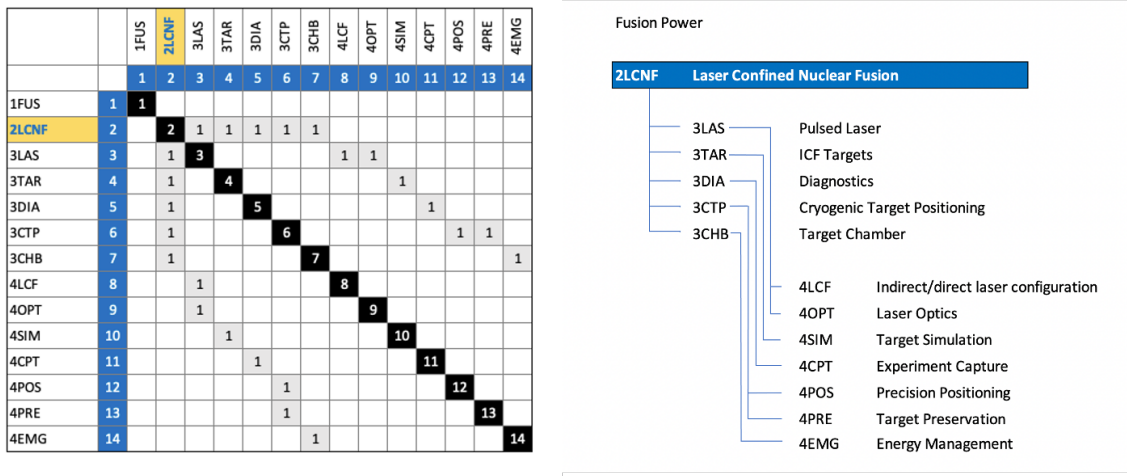 1FUS 2LCNF 3LAS 3TAR 3DIA 3CTP 3CHB 4LCF 4OPT 4SIM 4CPT 4POS 4PRE 4EMG
1 2 3 4 5 6 7 8 9 10 11 12 13 14
1FUS 1 1
2LCNF 2 2 1 1 1 1 1
3LAS 3 1 3 1 1
3TAR 4 1 4 1
3DIA 5 1 5 1
3CTP 6 1 6 1 1
3CHB 7 1 7 1
4LCF 8 1 8
4OPT 9 1 9
4SIM 10 1 10
4CPT 11 1 11
4POS 12 1 12
4PRE 13 1 13
4EMG 14 1 14
Fusion Power
2LCNF Laser Confined Nuclear Fusion
3LAS Pulsed Laser
3TAR ICF Targets
3DIA Diagnostics
3CTP Cryogenic Target Positioning
3CHB Target Chamber
4LCF Indirect/direct laser configuration
4OPT Laser Optics
4SIM Target Simulation
4CPT Experiment Capture
4POS Precision Positioning
4PRE Target Preservation
4EMG Energy Management